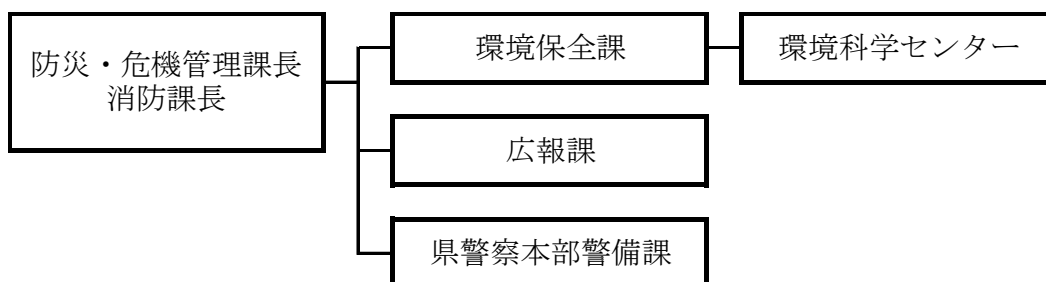 防災・危機管理課長
消防課長
環境保全課
環境科学センター
広報課
県警察本部警備課